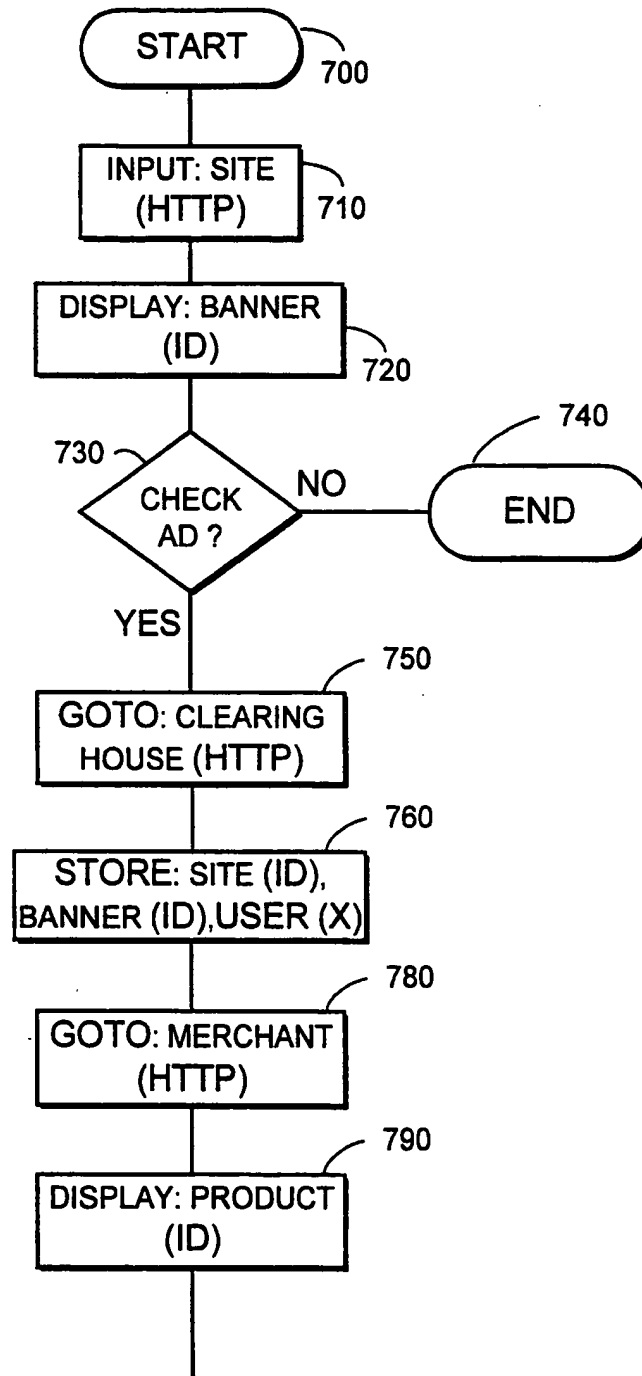 START
700
INPUT: SITE
(HTTP)
710
DISPLAY: BANNER
(ID)
720
730
CHECK
AD ?
NO
740
END
YES
750
GOTO: CLEARING
HOUSE (HTTP)
760
STORE: SITE (ID),
BANNER (ID),USER (X)
780
GOTO: MERCHANT
(HTTP)
790
DISPLAY: PRODUCT
(ID)